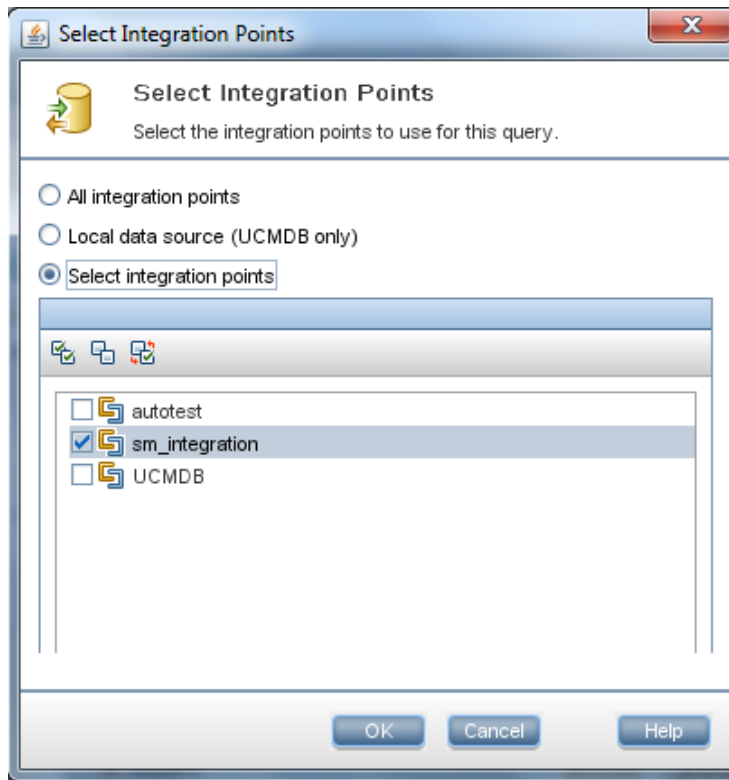 Select Integration Points
Select Integration Points
Select the integration points to use for this query.
All integration points
Local data source (UCMDB only)
Select integration points
autotest
sm_integration
UCMDB
OK Cancel Help